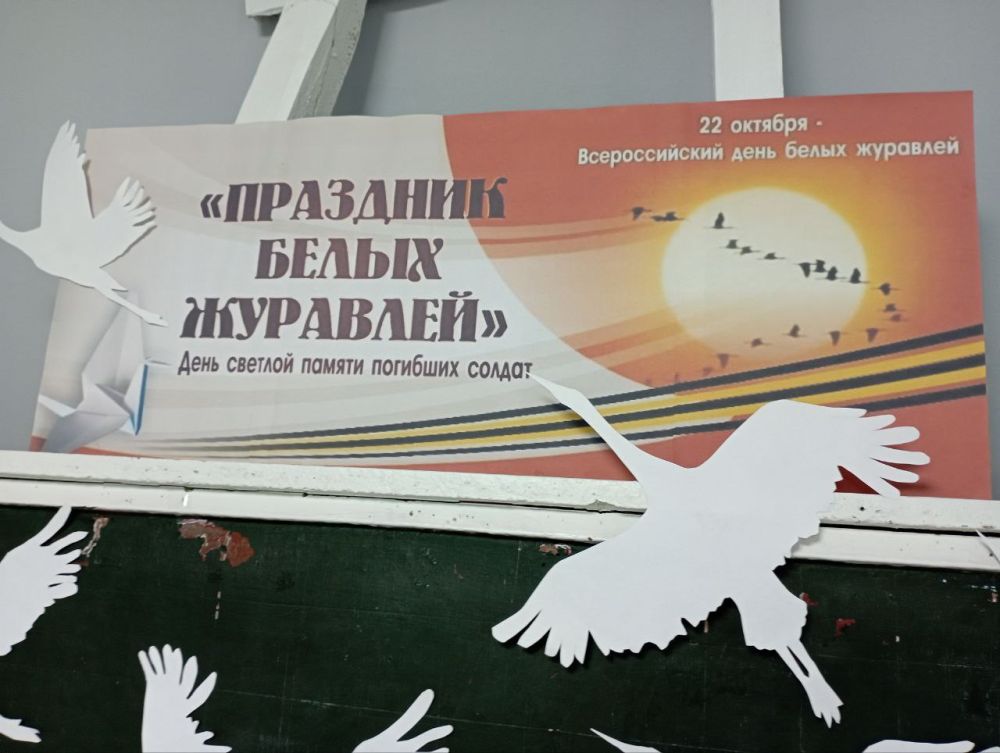 22 октября -
Всероссийский день белых журавлей
«ПРАЗДНИК
БЕЛЫХ
ЖУРАВЛЕЙ»
День светлой памяти погибших солдат